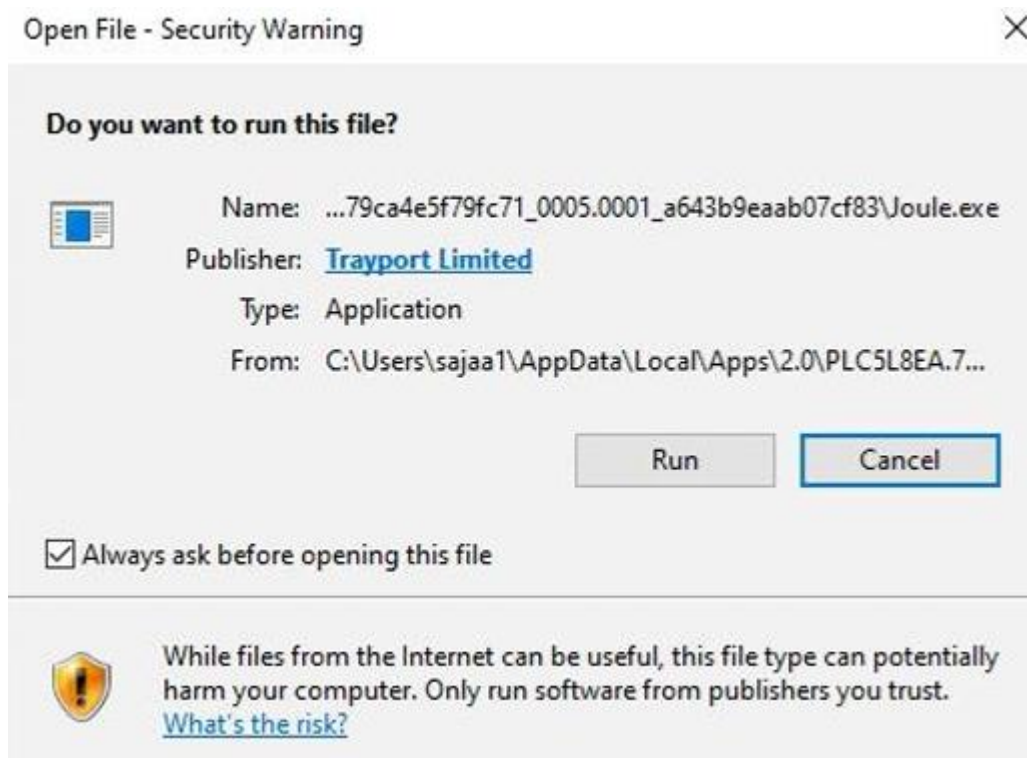 Open File - Security Warning
Do you want to run this file?
Name: ...79ca4e5f79fc71_0005.0001_a643b9eaab07cf83\Joule.exe
Publisher: Trayport Limited
Type: Application
From: C:\Users\sajaa1\AppData\Local\Apps\2.0\PLC5L8EA.7...
Run Cancel
Always ask before opening this file
While files from the Internet can be useful, this file type can potentially
harm your computer. Only run software from publishers you trust.
What's the risk?